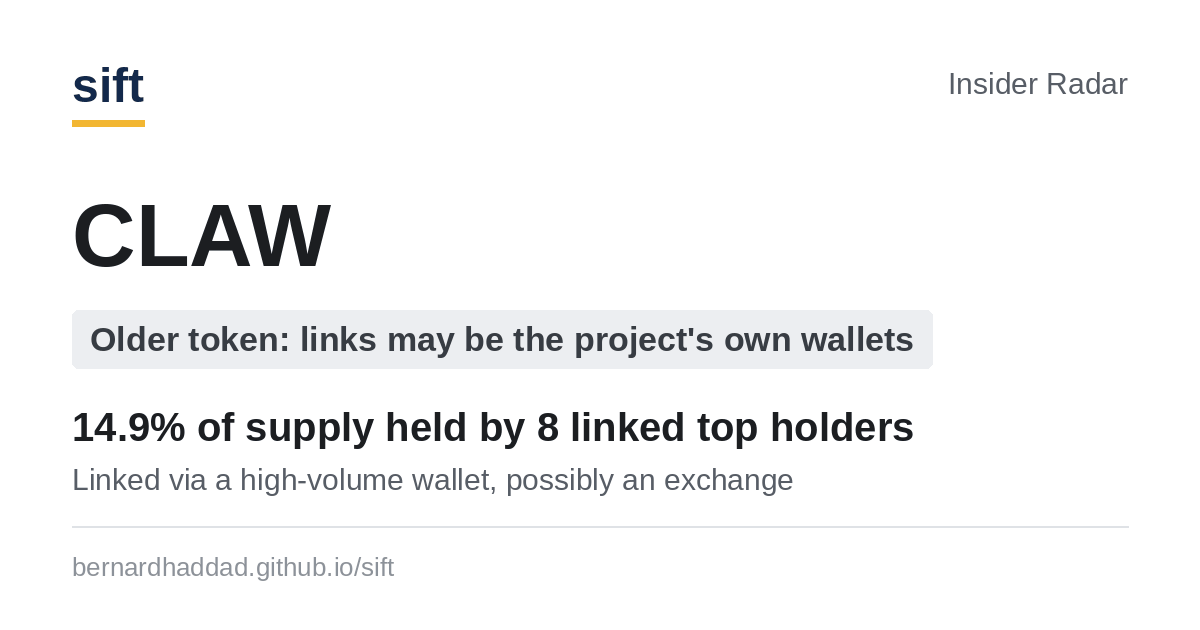 sift
Insider Radar
CLAW
Older token: links may be the project's own wallets
14.9% of supply held by 8 linked top holders
Linked via a high-volume wallet, possibly an exchange
bernardhaddad.github.io/sift